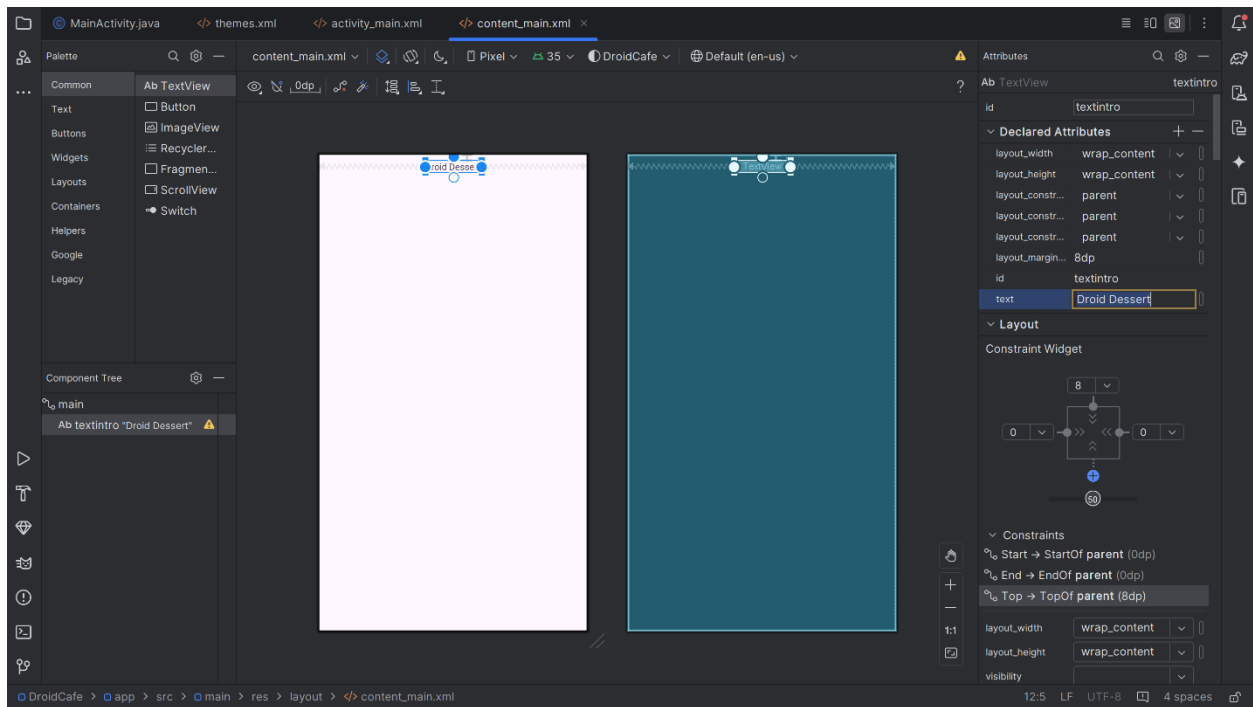 MainActivity.java
themes.xml
activity_main.xml
content_main.xml
Palette
Common
Text
Buttons
Widgets
Layouts
Containers
Helpers
Google
Legacy
Ab TextView
Button
ImageView
Recycler...
Fragmen...
ScrollView
Switch
Component Tree
main
Ab textintro "Droid Dessert"
content_main.xml
Pixel
35
DroidCafe
Default (en-us)
0dp
?
roid Desse
TextView
1:1
Attributes
Ab TextView textintro
id textintro
Declared Attributes
layout_width wrap_content
layout_height wrap_content
layout_constr... parent
layout_constr... parent
layout_constr... parent
layout_margin... 8dp
id textintro
text Droid Dessert
Layout
Constraint Widget
8
0
0
50
Constraints
Start → StartOf parent (0dp)
End → EndOf parent (0dp)
Top → TopOf parent (8dp)
layout_width wrap_content
layout_height wrap_content
visibility
DroidCafe > app > src > main > res > layout > content_main.xml
12:5 LF UTF-8 4 spaces